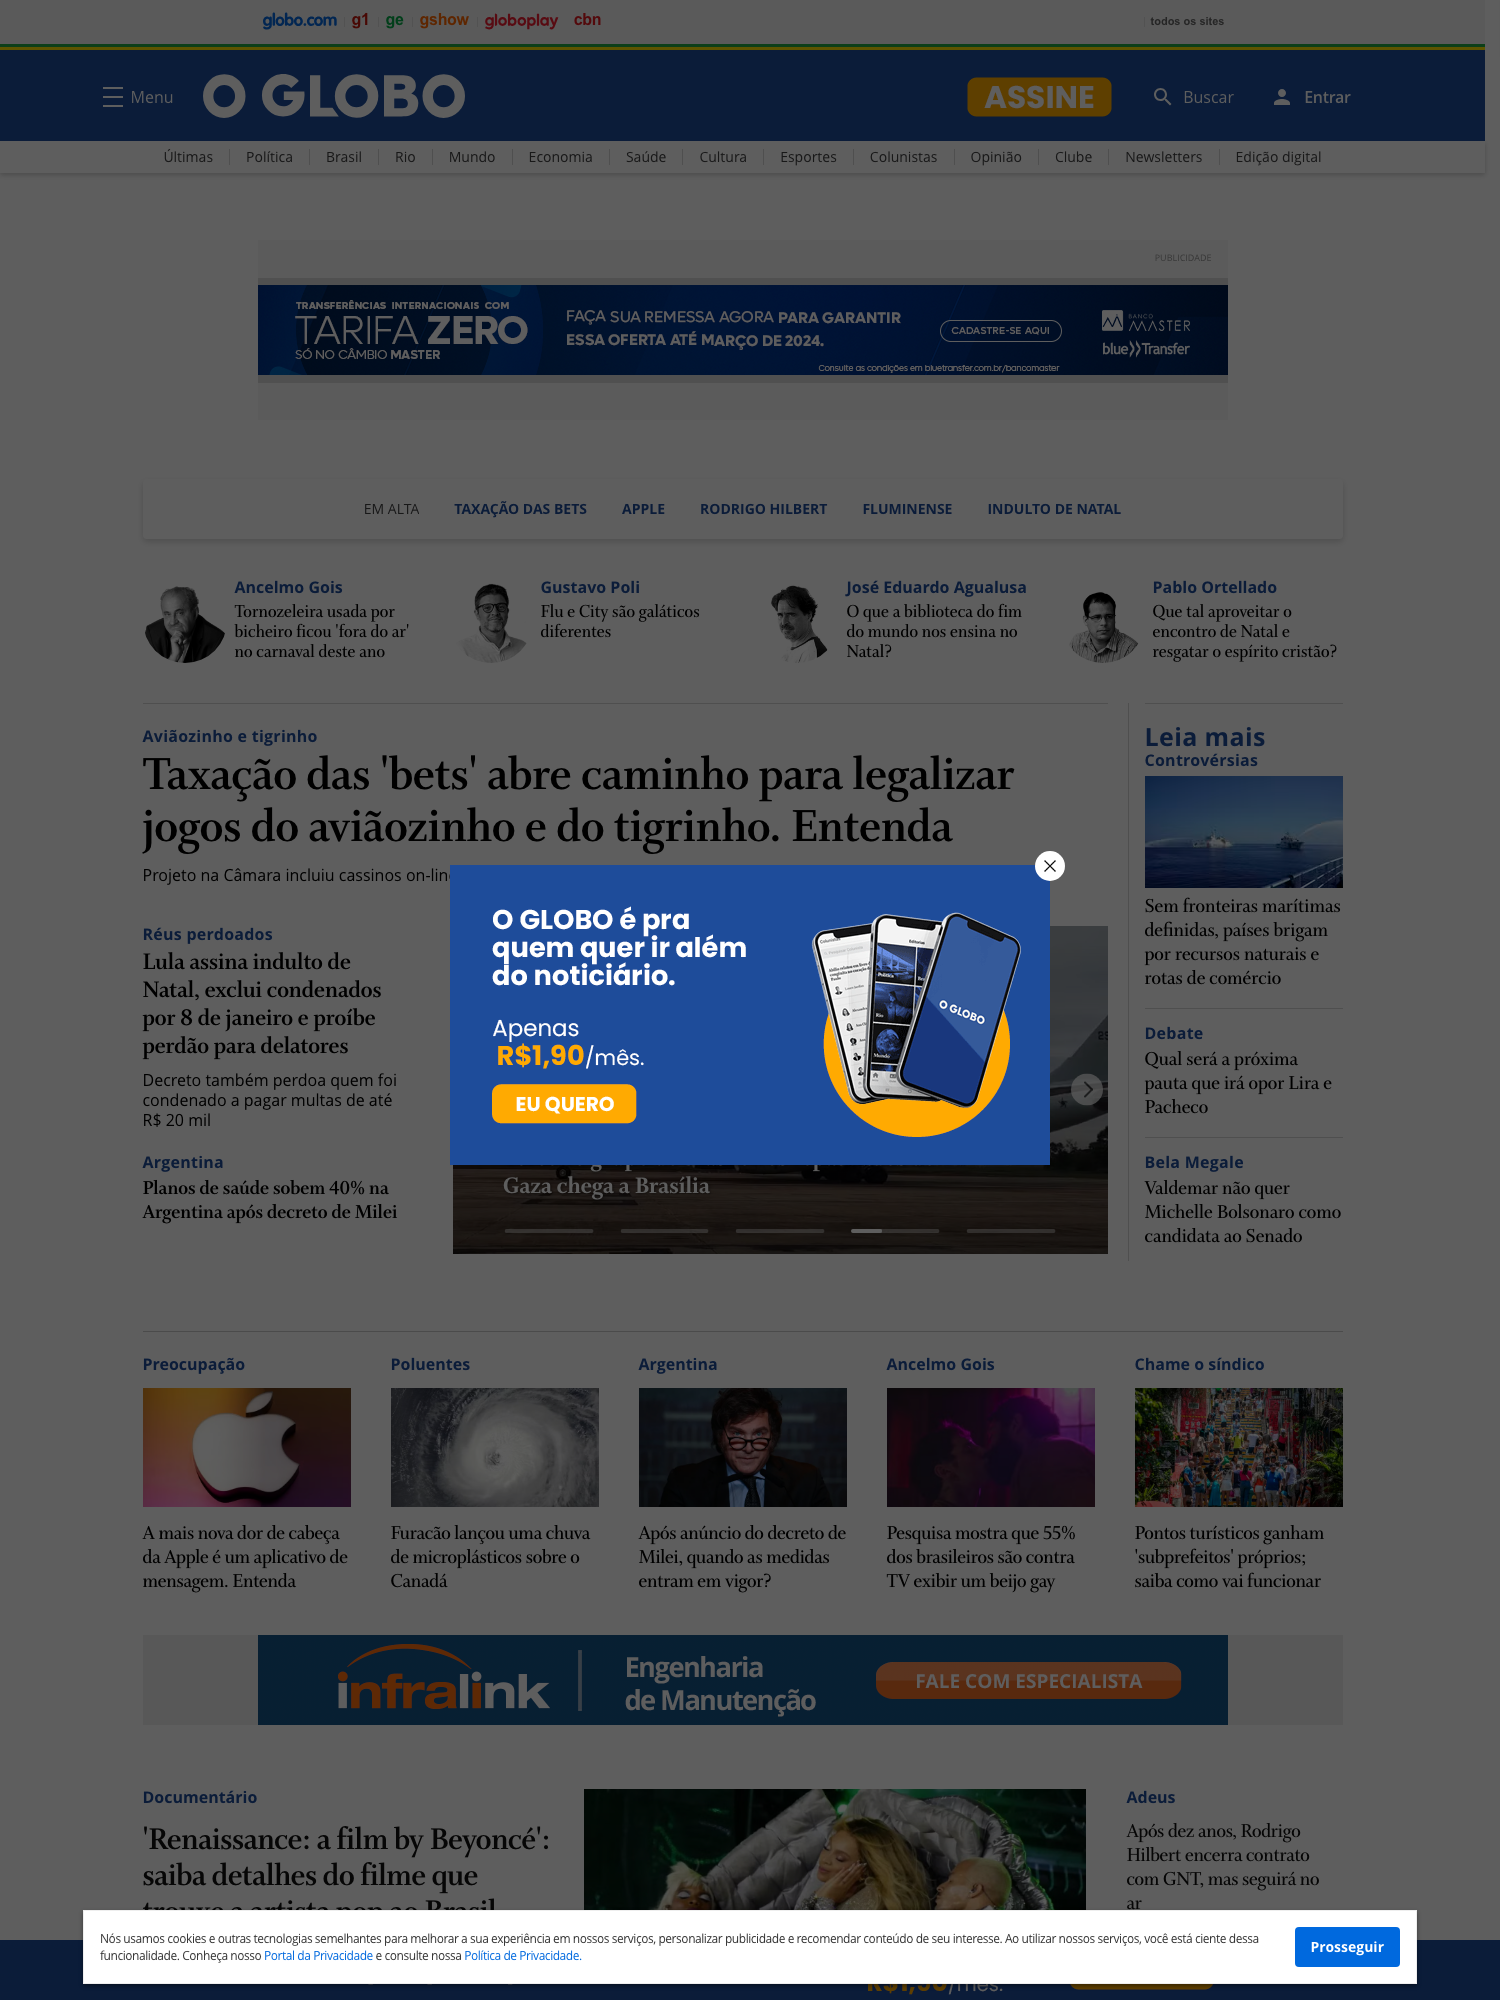 globo.com g1 ge gshow globoplay cbn todos os sites
Menu O GLOBO ASSINE Buscar Entrar
Últimas Política Brasil Rio Mundo Economia Saúde Cultura Esportes Colunistas Opinião Clube Newsletters Edição digital
PUBLICIDADE
TRANSFERÊNCIAS INTERNACIONAIS COM
TARIFA ZERO
SÓ NO CÂMBIO MASTER
FAÇA SUA REMESSA AGORA PARA GARANTIR
ESSA OFERTA ATÉ MARÇO DE 2024.
CADASTRE-SE AQUI
BANCO
MASTER
blue Transfer
Consulte as condições em bluetransfer.com.br/bancomaster
EM ALTA TAXAÇÃO DAS BETS APPLE RODRIGO HILBERT FLUMINENSE INDULTO DE NATAL
Ancelmo Gois
Tornozeleira usada por
bicheiro ficou 'fora do ar'
no carnaval deste ano
Gustavo Poli
Flu e City são galáticos
diferentes
José Eduardo Agualusa
O que a biblioteca do fim
do mundo nos ensina no
Natal?
Pablo Ortellado
Que tal aproveitar o
encontro de Natal e
resgatar o espírito cristão?
Aviãozinho e tigrinho
Taxação das 'bets' abre caminho para legalizar
jogos do aviãozinho e do tigrinho. Entenda
Projeto na Câmara incluiu cassinos
Réus perdoados
Lula assina indulto de
Natal, exclui condenados
por 8 de janeiro e proíbe
perdão para delatores
Decreto também perdoa quem foi
condenado a pagar multas de até
R$ 20 mil
Argentina
Planos de saúde sobem 40% na
Argentina após decreto de Milei
O GLOBO é pra
quem quer ir além
do noticiário.
Apenas
R$1,90/mês.
EU QUERO
O GLOBO
Política
Rio
Mundo
Gaza chega a Brasília
Leia mais
Controvérsias
Sem fronteiras marítimas
definidas, países brigam
por recursos naturais e
rotas de comércio
Debate
Qual será a próxima
pauta que irá opor Lira e
Pacheco
Bela Megale
Valdemar não quer
Michelle Bolsonaro como
candidata ao Senado
Preocupação
A mais nova dor de cabeça
da Apple é um aplicativo de
mensagem. Entenda
Poluentes
Furacão lançou uma chuva
de microplásticos sobre o
Canadá
Argentina
Após anúncio do decreto de
Milei, quando as medidas
entram em vigor?
Ancelmo Gois
Pesquisa mostra que 55%
dos brasileiros são contra
TV exibir um beijo gay
Chame o síndico
Pontos turísticos ganham
'subprefeitos' próprios;
saiba como vai funcionar
infralink
Engenharia
de Manutenção
FALE COM ESPECIALISTA
Documentário
'Renaissance: a film by Beyoncé':
saiba detalhes do filme que
trouxe a artista pop ao Brasil
Adeus
Após dez anos, Rodrigo
Hilbert encerra contrato
com GNT, mas seguirá no
ar
Nós usamos cookies e outras tecnologias semelhantes para melhorar a sua experiência em nossos serviços, personalizar publicidade e recomendar conteúdo de seu interesse. Ao utilizar nossos serviços, você está ciente dessa
funcionalidade. Conheça nosso Portal da Privacidade e consulte nossa Política de Privacidade.
Prosseguir
R$1,90/mês.